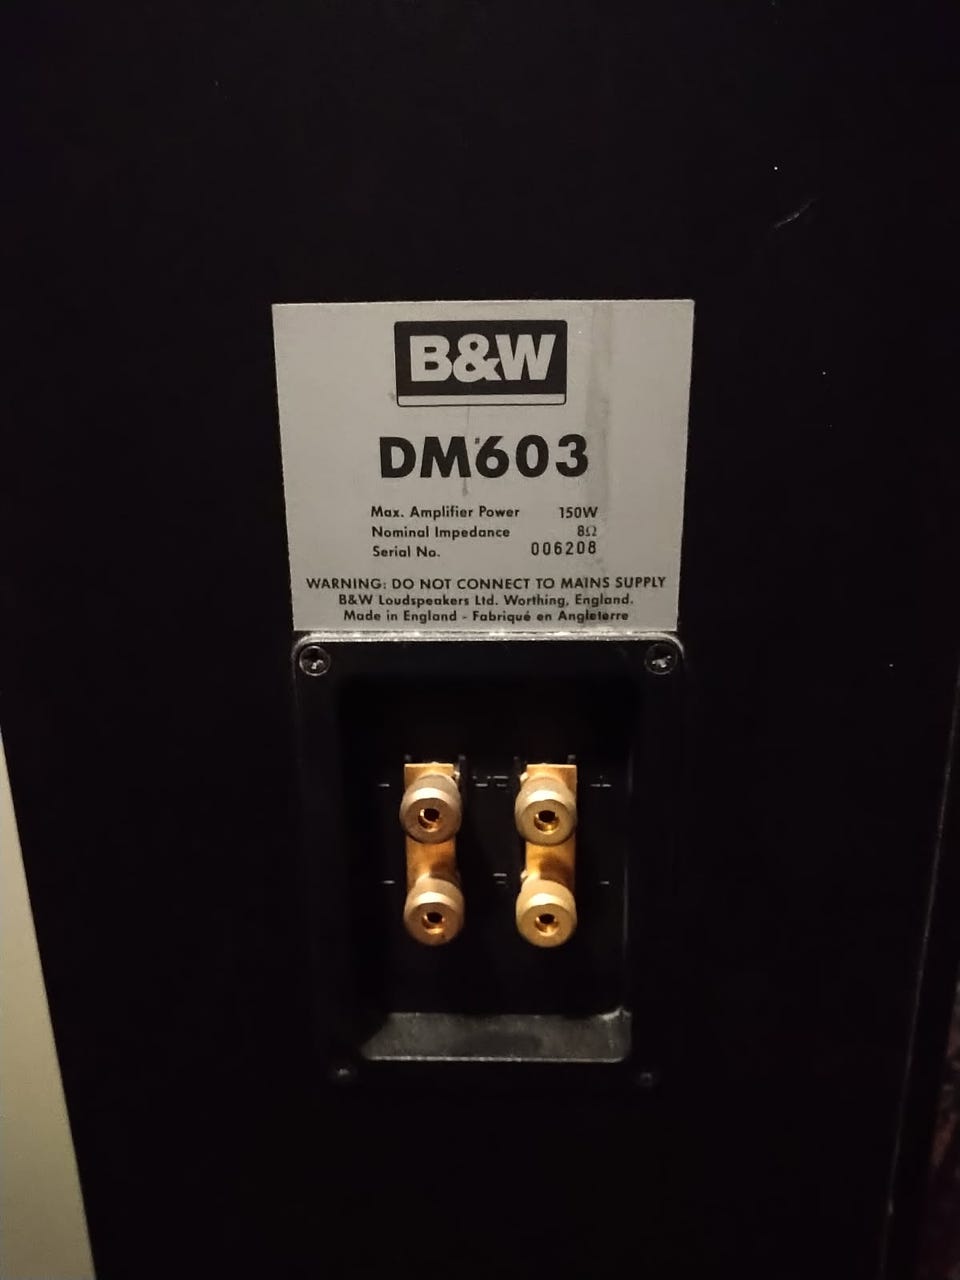 B&W
DM603
Max. Amplifier Power 150W
Nominal Impedance 8Ω
Serial No. 006208
WARNING: DO NOT CONNECT TO MAINS SUPPLY
B&W Loudspeakers Ltd. Worthing, England.
Made in England - Fabriqué en Angleterre